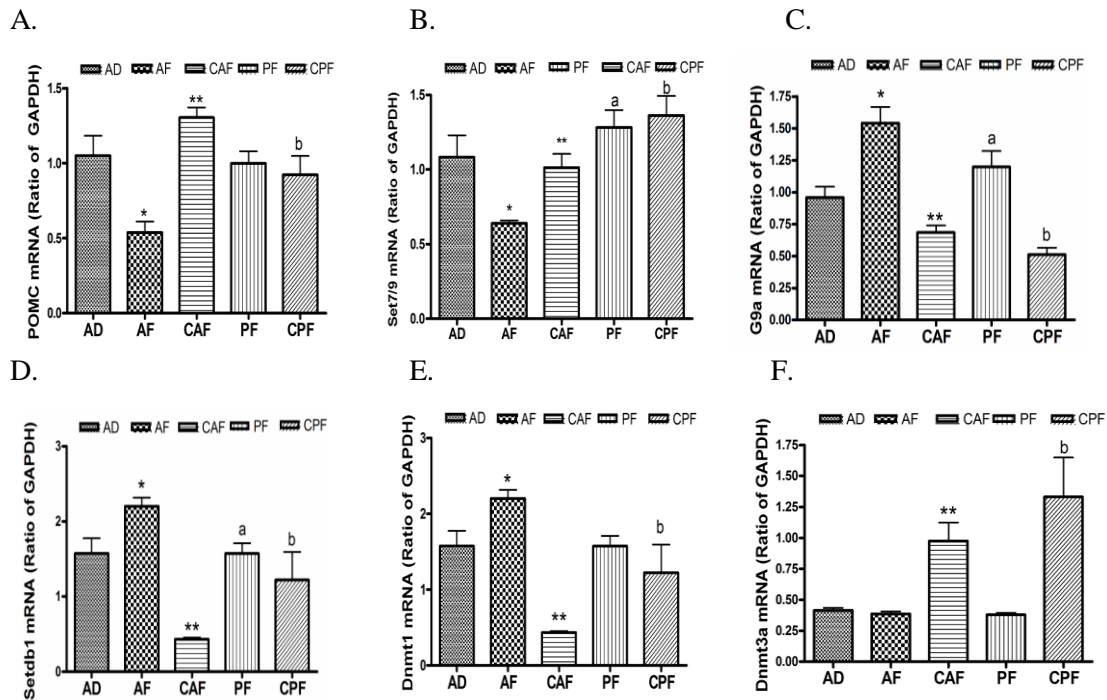 A.
AD AF CAF PF CPF
POMC mRNA (Ratio of GAPDH)
1.5
1.0
0.5
0.0
*
**
b
AD AF CAF PF CPF
B.
AD AF PF CAF CPF
Set7/9 mRNA (Ratio of GAPDH)
1.5
1.0
0.5
0.0
*
**
a
b
AD AF CAF PF CPF
C.
AD AF CAF PF CPF
G9a mRNA (Ratio of GAPDH)
1.75
1.50
1.25
1.00
0.75
0.50
0.25
0.00
*
**
a
b
AD AF CAF PF CPF
D.
AD AF CAF PF CPF
Setdb1 mRNA (Ratio of GAPDH)
3
2
1
0
*
**
a
b
AD AF CAF PF CPF
E.
AD AF CAF PF CPF
Dnmt1 mRNA (Ratio of GAPDH)
3
2
1
0
*
**
b
AD AF CAF PF CPF
F.
AD AF CAF PF CPF
Dnmt3a mRNA (Ratio of GAPDH)
1.75
1.50
1.25
1.00
0.75
0.50
0.25
0.00
**
b
AD AF CAF PF CPF